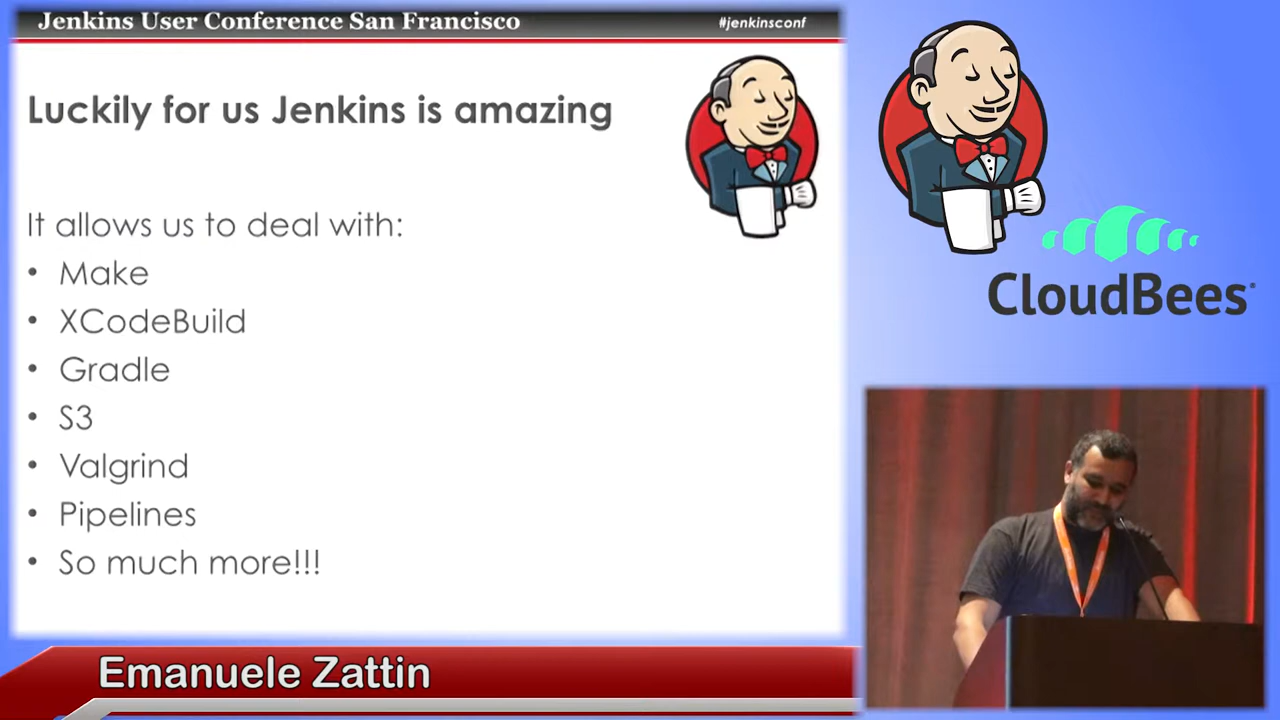 Jenkins User Conference San Francisco
#jenkinsconf
Luckily for us Jenkins is amazing
It allows us to deal with:
• Make
• XCodeBuild
• Gradle
• S3
• Valgrind
• Pipelines
• So much more!!!
CloudBees
Emanuele Zattin